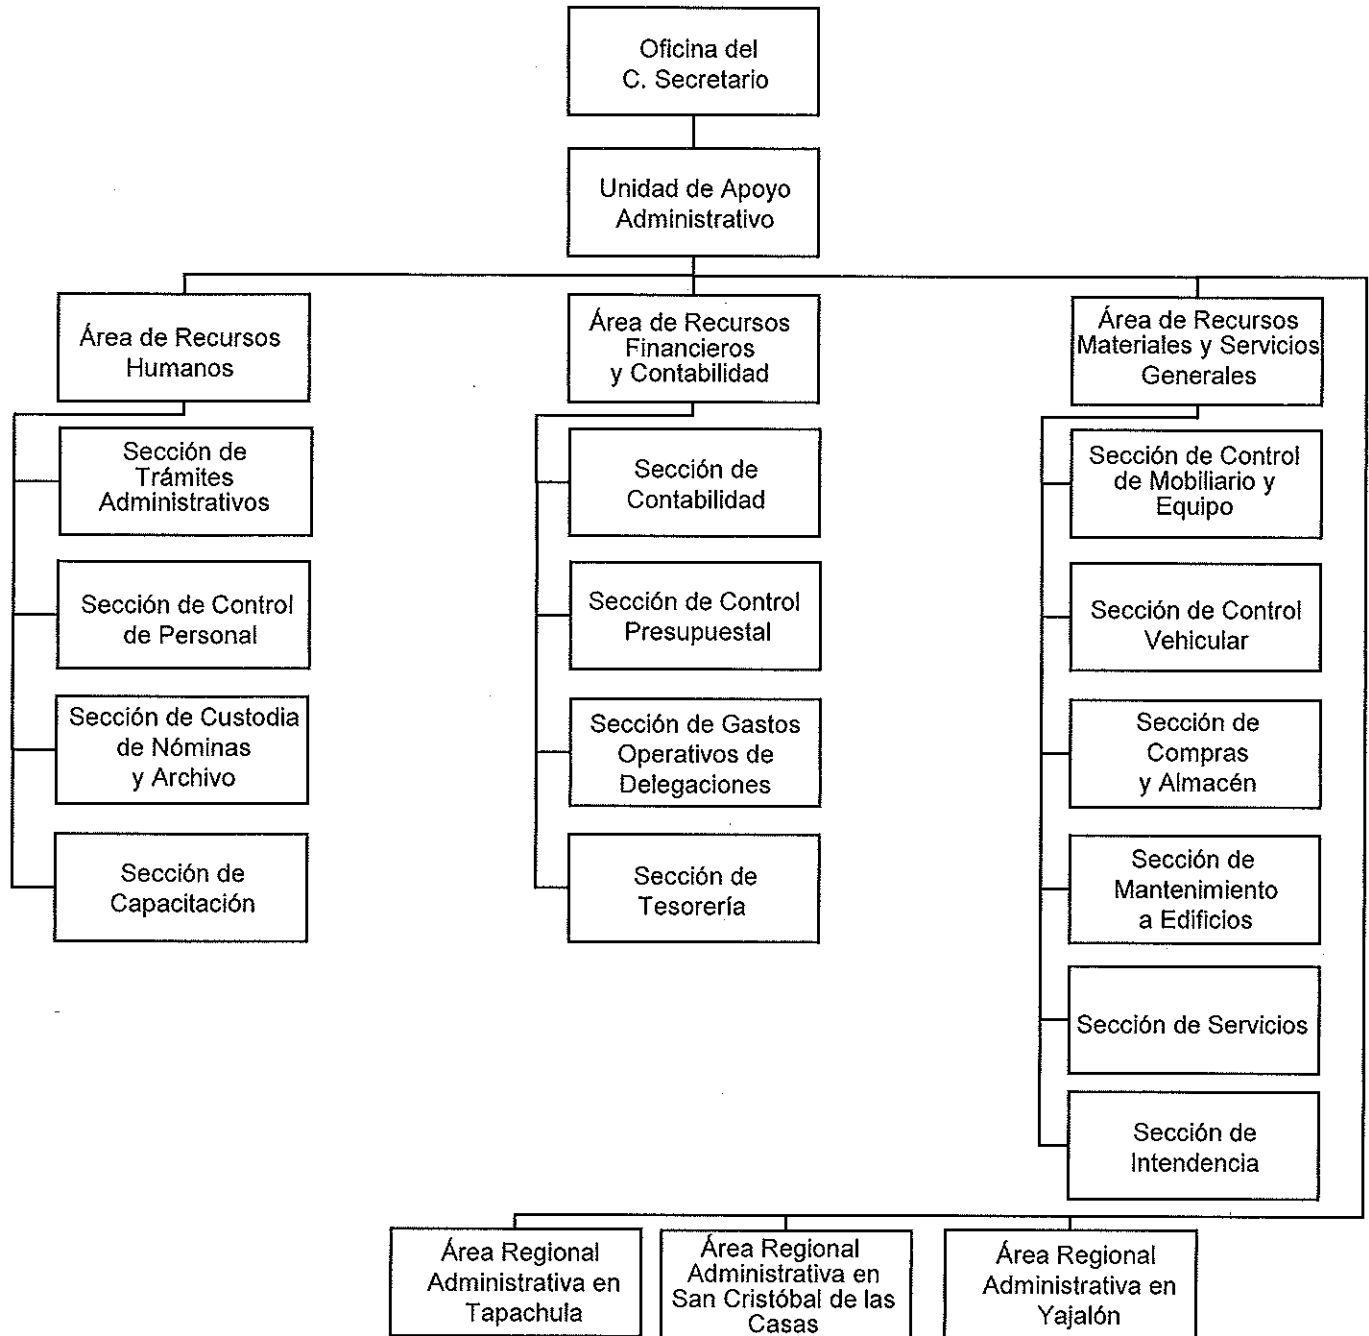 Oficina del
C. Secretario
Unidad de Apoyo
Administrativo
Área de Recursos
Humanos
Área de Recursos
Financieros
y Contabilidad
Área de Recursos
Materiales y Servicios
Generales
Sección de
Trámites
Administrativos
Sección de Control
de Personal
Sección de Custodia
de Nóminas
y Archivo
Sección de
Capacitación
Sección de
Contabilidad
Sección de Control
Presupuestal
Sección de Gastos
Operativos de
Delegaciones
Sección de
Tesorería
Sección de Control
de Mobiliario y
Equipo
Sección de Control
Vehicular
Sección de
Compras
y Almacén
Sección de
Mantenimiento
a Edificios
Sección de Servicios
Sección de
Intendencia
Área Regional
Administrativa en
Tapachula
Área Regional
Administrativa en
San Cristóbal de las
Casas
Área Regional
Administrativa en
Yajalón